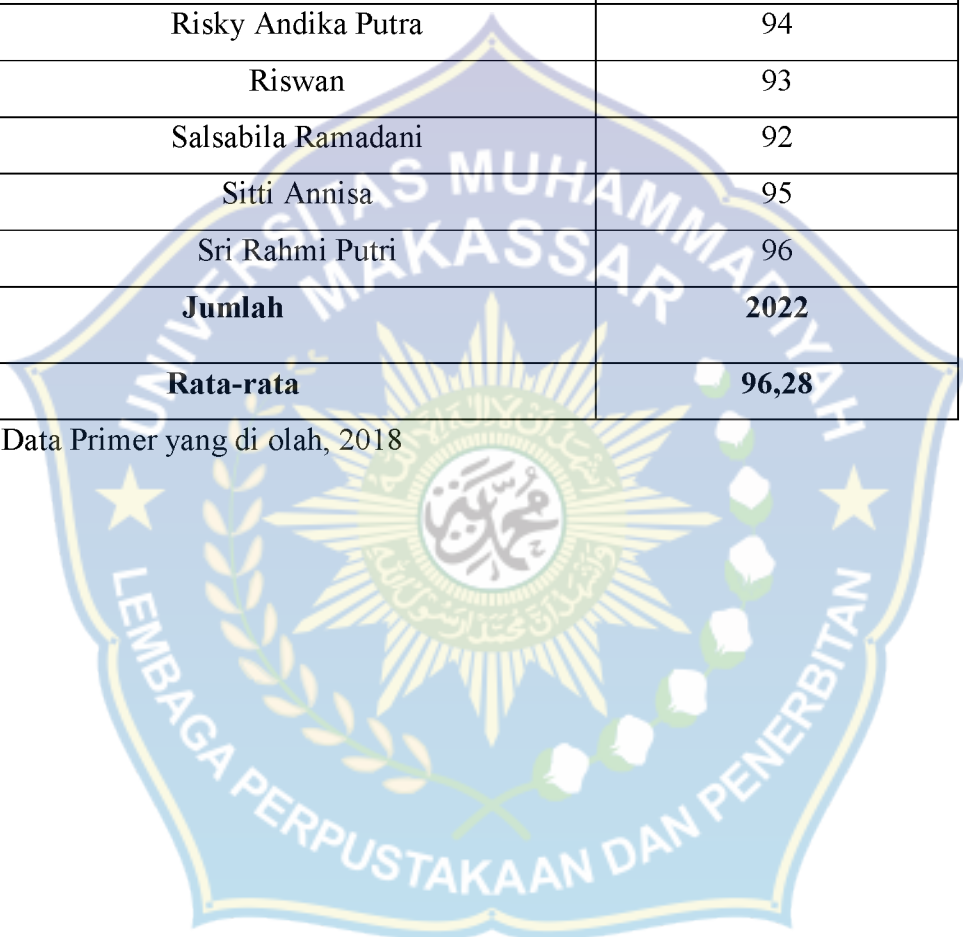 Risky Andika Putra 94
Riswan 93
Salsabila Ramadani 92
Sitti Annisa 95
Sri Rahmi Putri 96
Jumlah 2022
Rata-rata 96,28
Data Primer yang di olah, 2018
UNIVERSITAS MUHAMMADIYAH
MAKASSAR
محمدية
LEMBAGA PERPUSTAKAAN DAN PENERBITAN